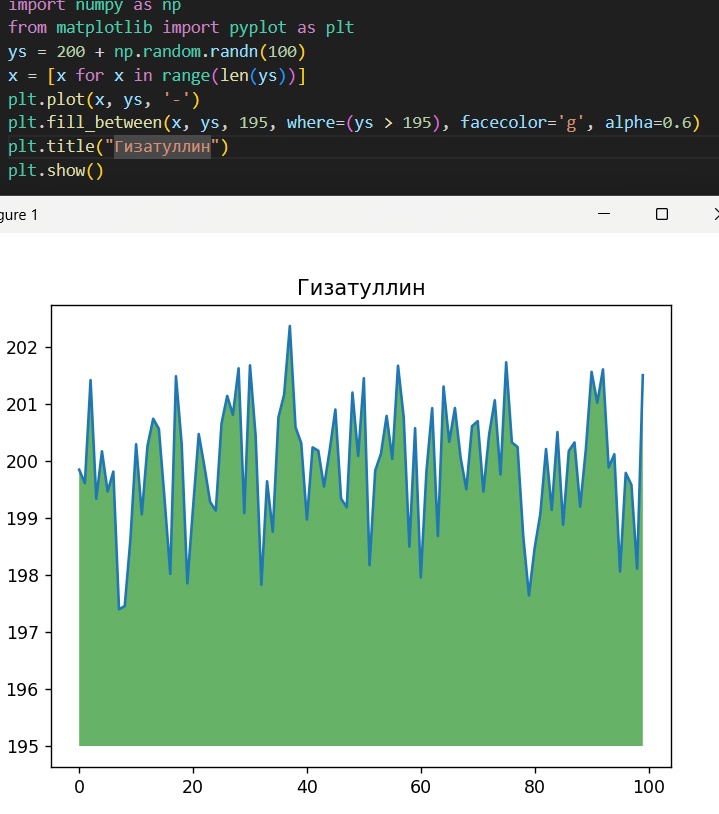 import numpy as np
from matplotlib import pyplot as plt
ys = 200 + np.random.randn(100)
x = [x for x in range(len(ys))]
plt.plot(x, ys, '-')
plt.fill_between(x, ys, 195, where=(ys > 195), facecolor='g', alpha=0.6)
plt.title("Гизатуллин")
plt.show()
gure 1
Гизатуллин
202
201
200
199
198
197
196
195
0 20 40 60 80 100